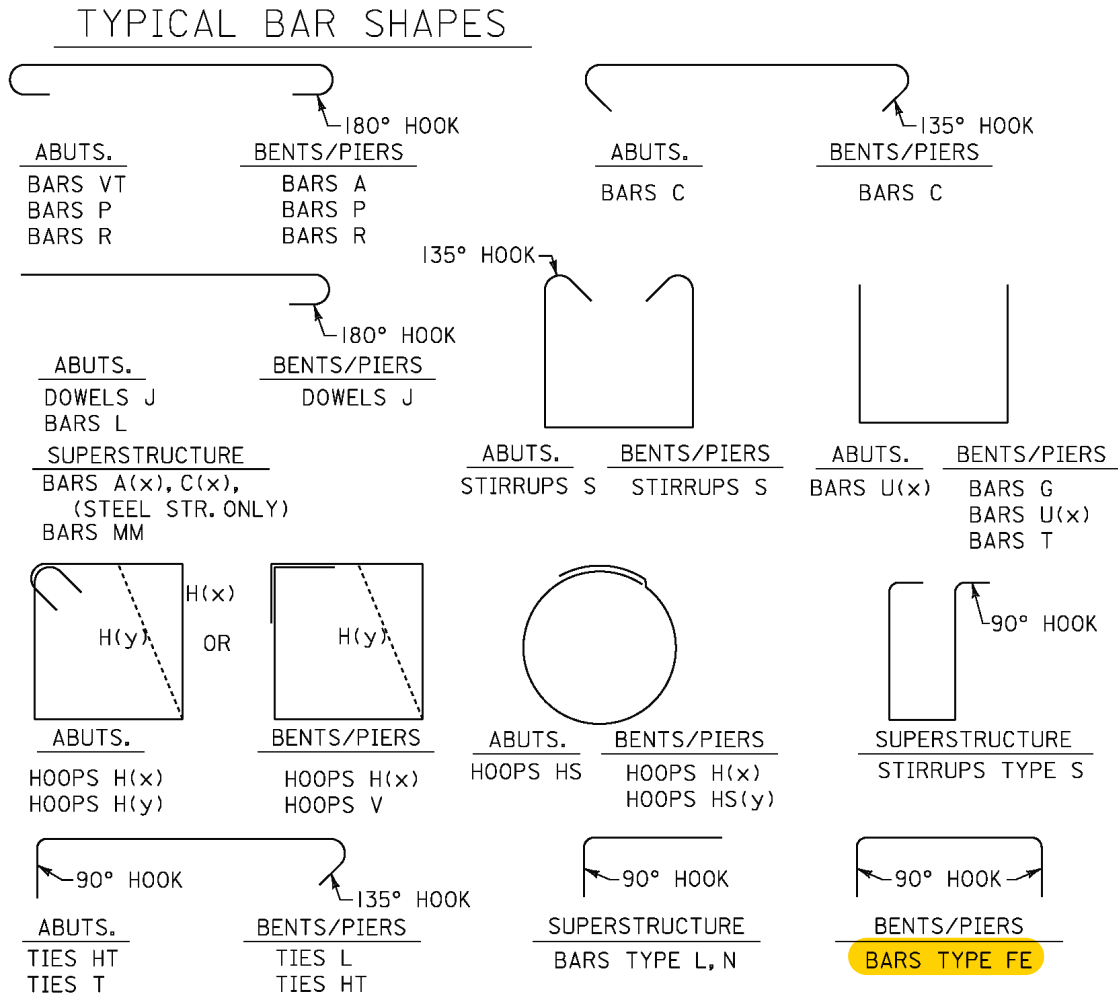 TYPICAL BAR SHAPES
180° HOOK
ABUTS.
BARS VT
BARS P
BARS R
BENTS/PIERS
BARS A
BARS P
BARS R
135° HOOK
ABUTS.
BARS C
BENTS/PIERS
BARS C
180° HOOK
ABUTS.
DOWELS J
BARS L
BENTS/PIERS
DOWELS J
SUPERSTRUCTURE
BARS A(x), C(x),
(STEEL STR. ONLY)
BARS MM
135° HOOK
ABUTS.
STIRRUPS S
BENTS/PIERS
STIRRUPS S
ABUTS.
BARS U(x)
BENTS/PIERS
BARS G
BARS U(x)
BARS T
H(y)
H(x)
OR
H(y)
ABUTS.
HOOPS H(x)
HOOPS H(y)
BENTS/PIERS
HOOPS H(x)
HOOPS V
ABUTS.
HOOPS HS
BENTS/PIERS
HOOPS H(x)
HOOPS HS(y)
90° HOOK
SUPERSTRUCTURE
STIRRUPS TYPE S
90° HOOK
135° HOOK
ABUTS.
TIES HT
TIES T
BENTS/PIERS
TIES L
TIES HT
90° HOOK
SUPERSTRUCTURE
BARS TYPE L, N
90° HOOK
BENTS/PIERS
BARS TYPE FE